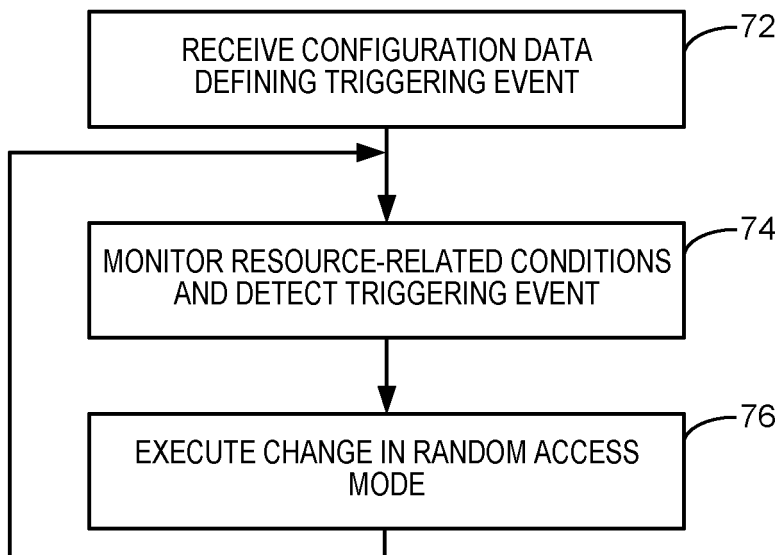 RECEIVE CONFIGURATION DATA
DEFINING TRIGGERING EVENT
72
MONITOR RESOURCE-RELATED CONDITIONS
AND DETECT TRIGGERING EVENT
74
EXECUTE CHANGE IN RANDOM ACCESS
MODE
76